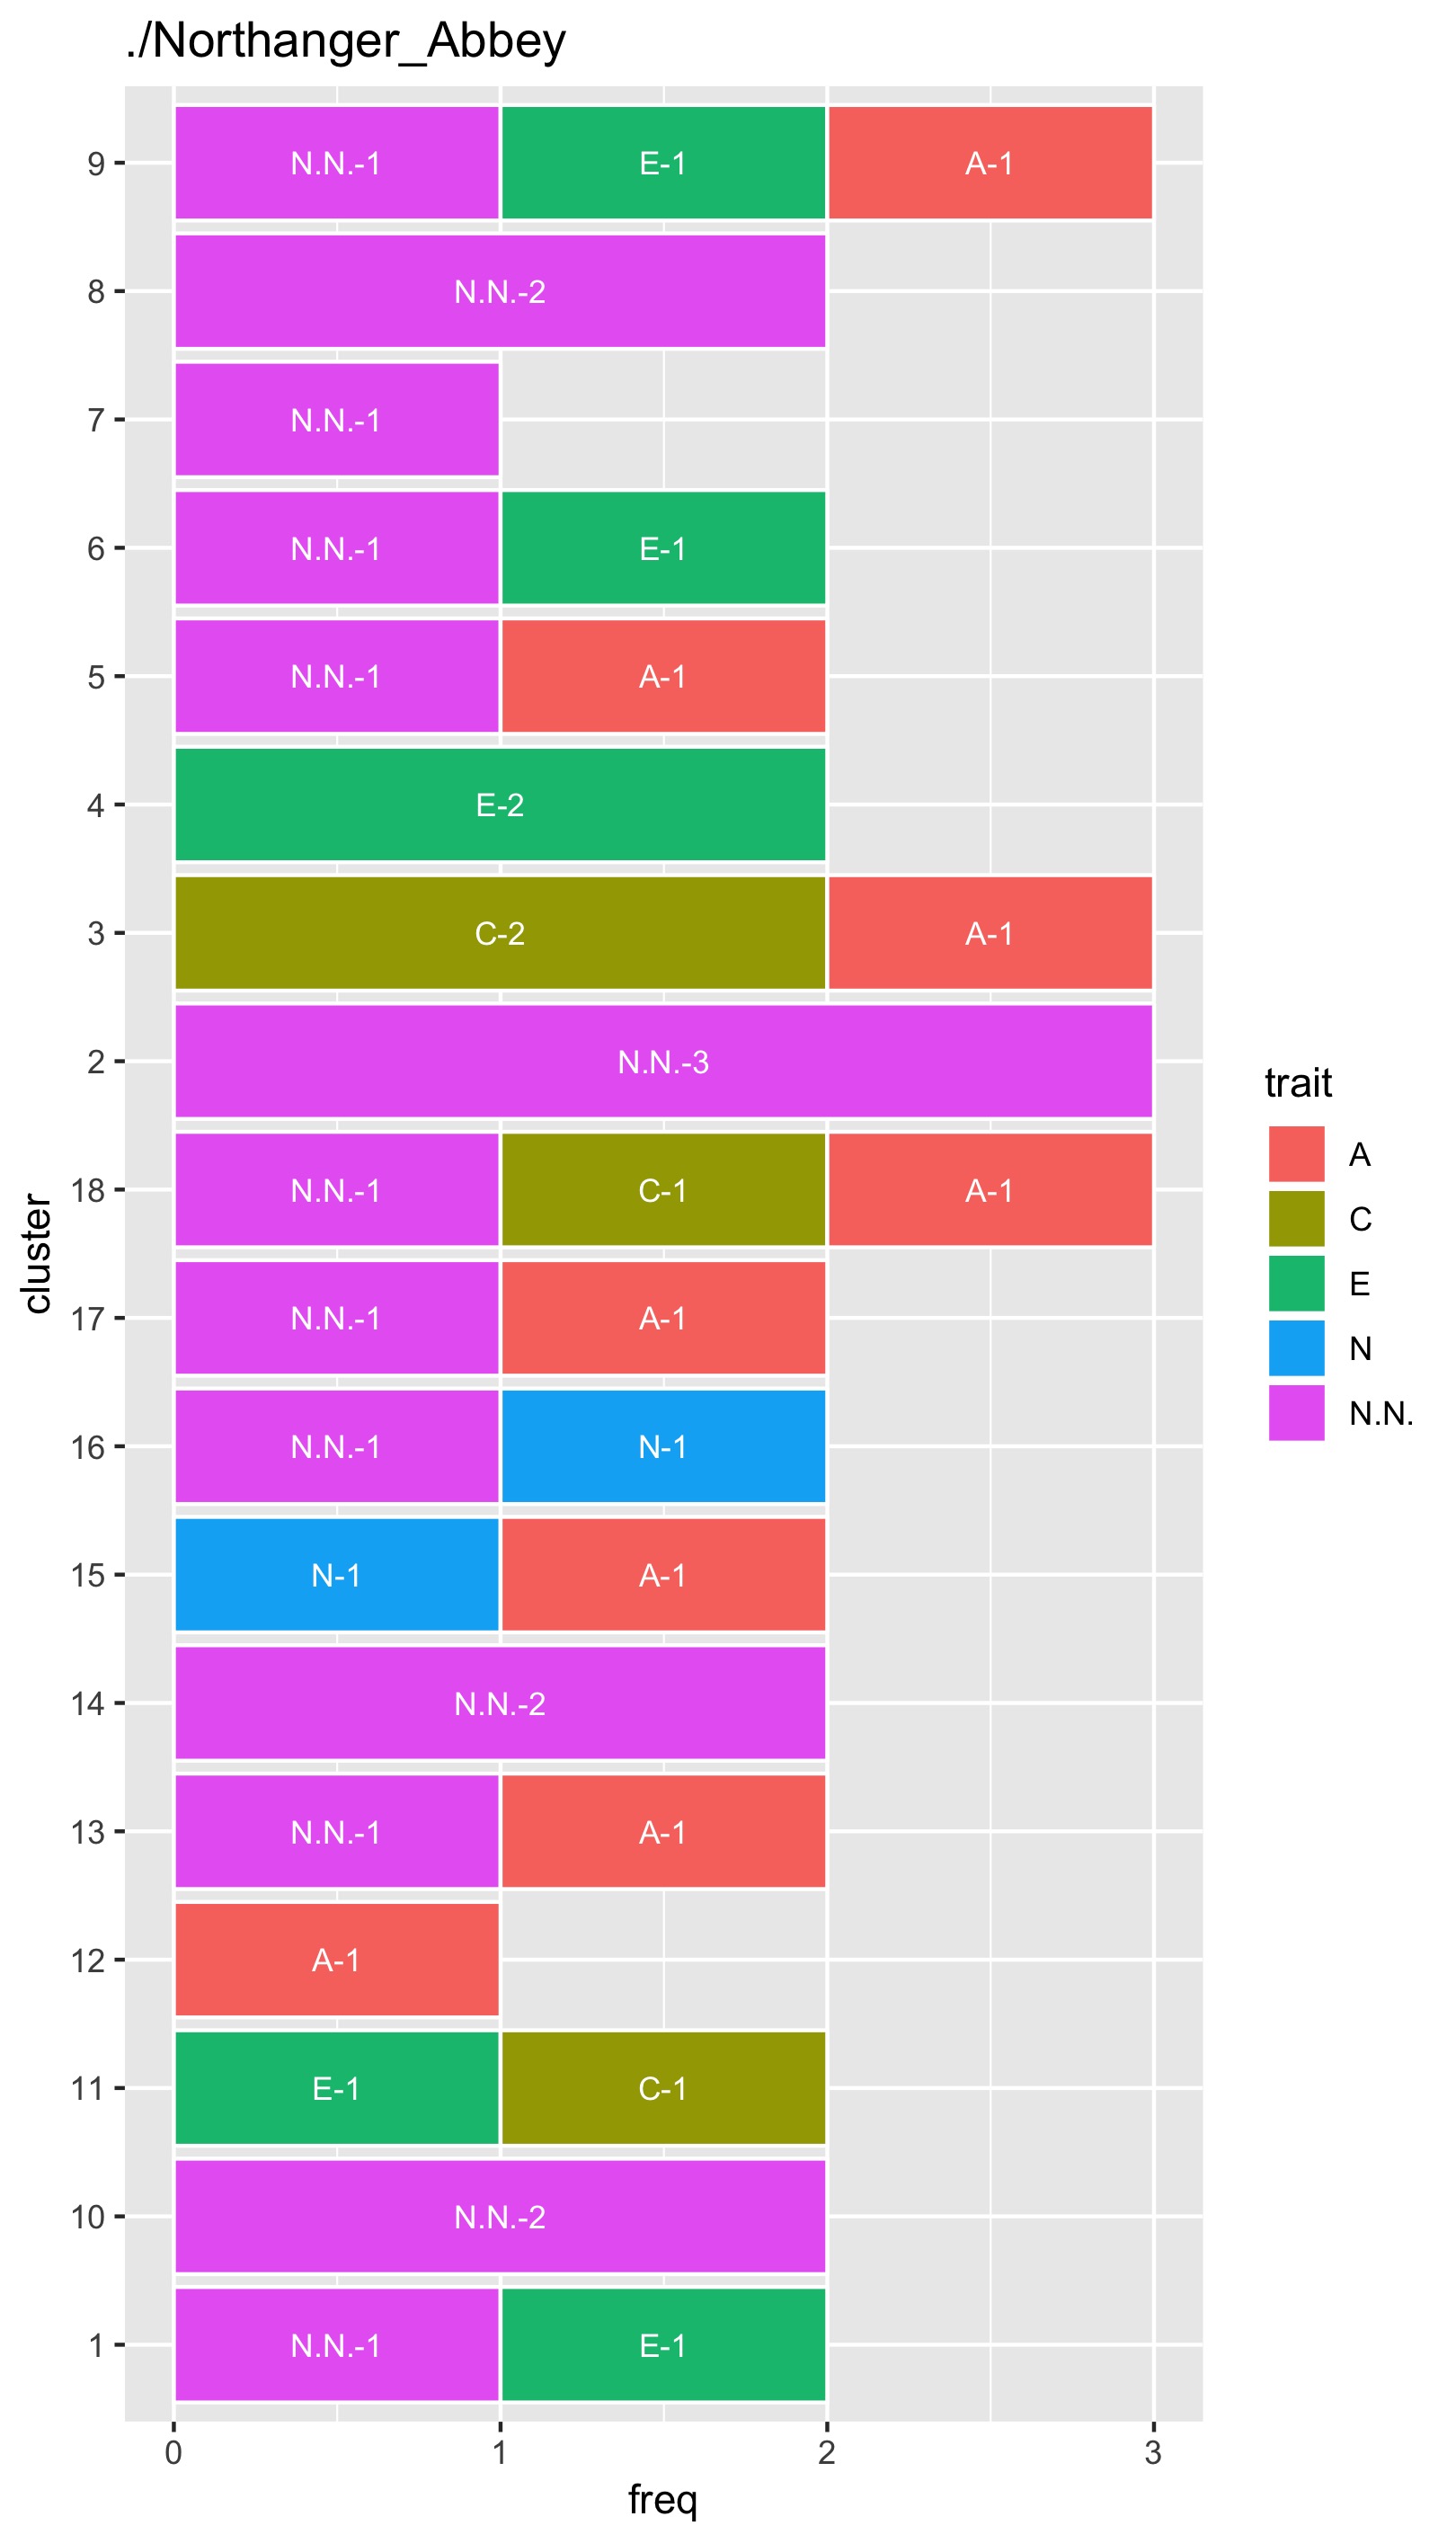 ./Northanger_Abbey
9 N.N.-1 E-1 A-1
8 N.N.-2
7 N.N.-1
6 N.N.-1 E-1
5 N.N.-1 A-1
4 E-2
3 C-2 A-1
2 N.N.-3
18 N.N.-1 C-1 A-1
17 N.N.-1 A-1
16 N.N.-1 N-1
15 N-1 A-1
14 N.N.-2
13 N.N.-1 A-1
12 A-1
11 E-1 C-1
10 N.N.-2
1 N.N.-1 E-1
0 1 2 3
freq
cluster
trait
A
C
E
N
N.N.